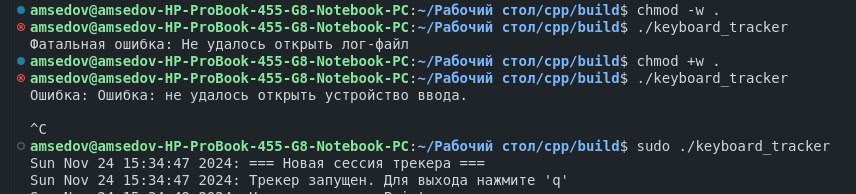 amsedov@amsedov-HP-ProBook-455-G8-Notebook-PC:~/Рабочий стол/cpp/build$ chmod -w .
amsedov@amsedov-HP-ProBook-455-G8-Notebook-PC:~/Рабочий стол/cpp/build$ ./keyboard_tracker
Фатальная ошибка: Не удалось открыть лог-файл
amsedov@amsedov-HP-ProBook-455-G8-Notebook-PC:~/Рабочий стол/cpp/build$ chmod +w .
amsedov@amsedov-HP-ProBook-455-G8-Notebook-PC:~/Рабочий стол/cpp/build$ ./keyboard_tracker
Ошибка: Ошибка: не удалось открыть устройство ввода.
^C
amsedov@amsedov-HP-ProBook-455-G8-Notebook-PC:~/Рабочий стол/cpp/build$ sudo ./keyboard_tracker
Sun Nov 24 15:34:47 2024: === Новая сессия трекера ===
Sun Nov 24 15:34:47 2024: Трекер запущен. Для выхода нажмите 'q'